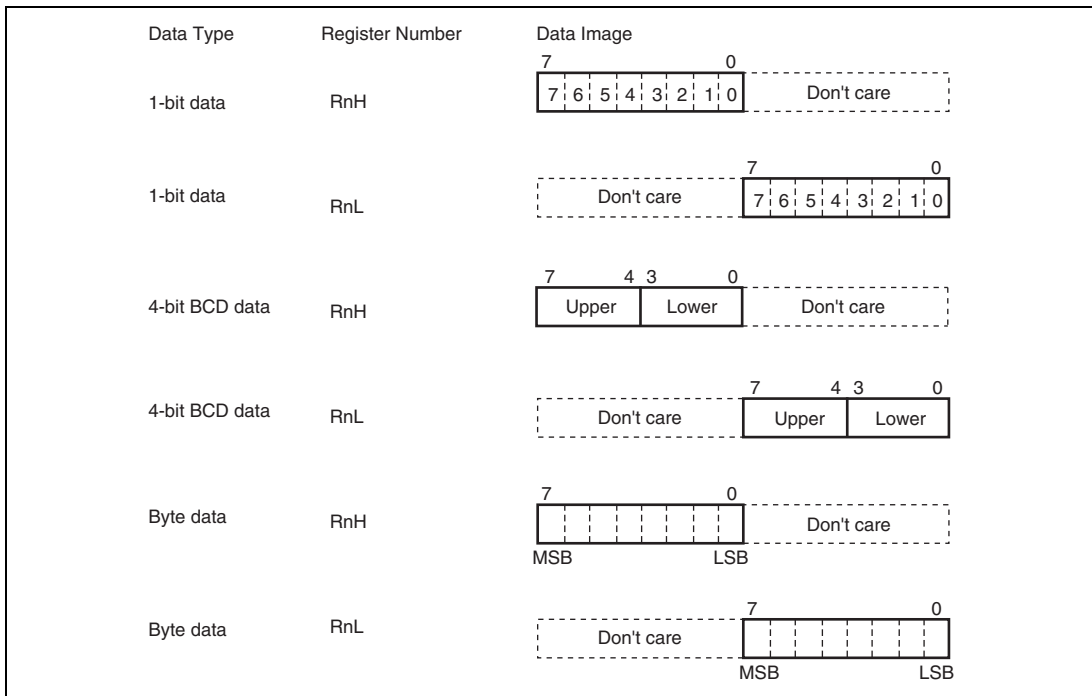 Data Type Register Number Data Image
7 0
1-bit data RnH 7 6 5 4 3 2 1 0 Don't care
7 0
1-bit data RnL Don't care 7 6 5 4 3 2 1 0
7 4 3 0
4-bit BCD data RnH Upper Lower Don't care
7 4 3 0
4-bit BCD data RnL Don't care Upper Lower
7 0
Byte data RnH Don't care
MSB LSB
7 0
Byte data RnL Don't care
MSB LSB